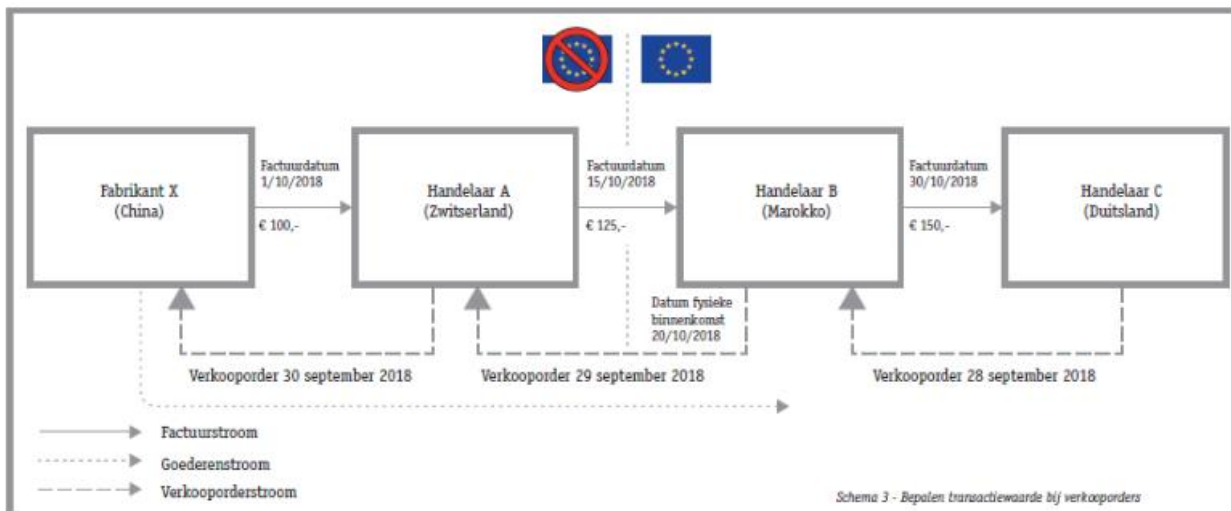 Fabrikant X
(China)
Factuurdatum
1/10/2018
€ 100,-
Handelaar A
(Zwitserland)
Factuurdatum
15/10/2018
€ 125,-
Handelaar B
(Marokko)
Factuurdatum
30/10/2018
€ 150,-
Handelaar C
(Duitsland)
Datum fysieke
binnenkomst
20/10/2018
Verkooporder 30 september 2018
Verkooporder 29 september 2018
Verkooporder 28 september 2018
Factuurstroom
Goederenstroom
Verkooporderstroom
Schema 3 - Bepalen transactiewaarde bij verkooporders